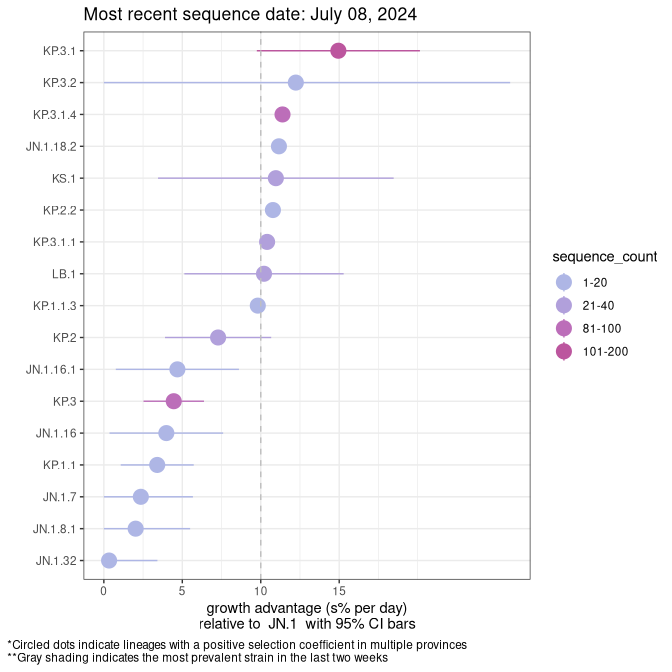 Most recent sequence date: July 08, 2024
KP.3.1
KP.3.2
KP.3.1.4
JN.1.18.2
KS.1
KP.2.2
KP.3.1.1
LB.1
KP.1.1.3
KP.2
JN.1.16.1
KP.3
JN.1.16
KP.1.1
JN.1.7
JN.1.8.1
JN.1.32
0 5 10 15
growth advantage (s% per day)
relative to JN.1 with 95% CI bars
sequence_count
1-20
21-40
81-100
101-200
*Circled dots indicate lineages with a positive selection coefficient in multiple provinces
**Gray shading indicates the most prevalent strain in the last two weeks